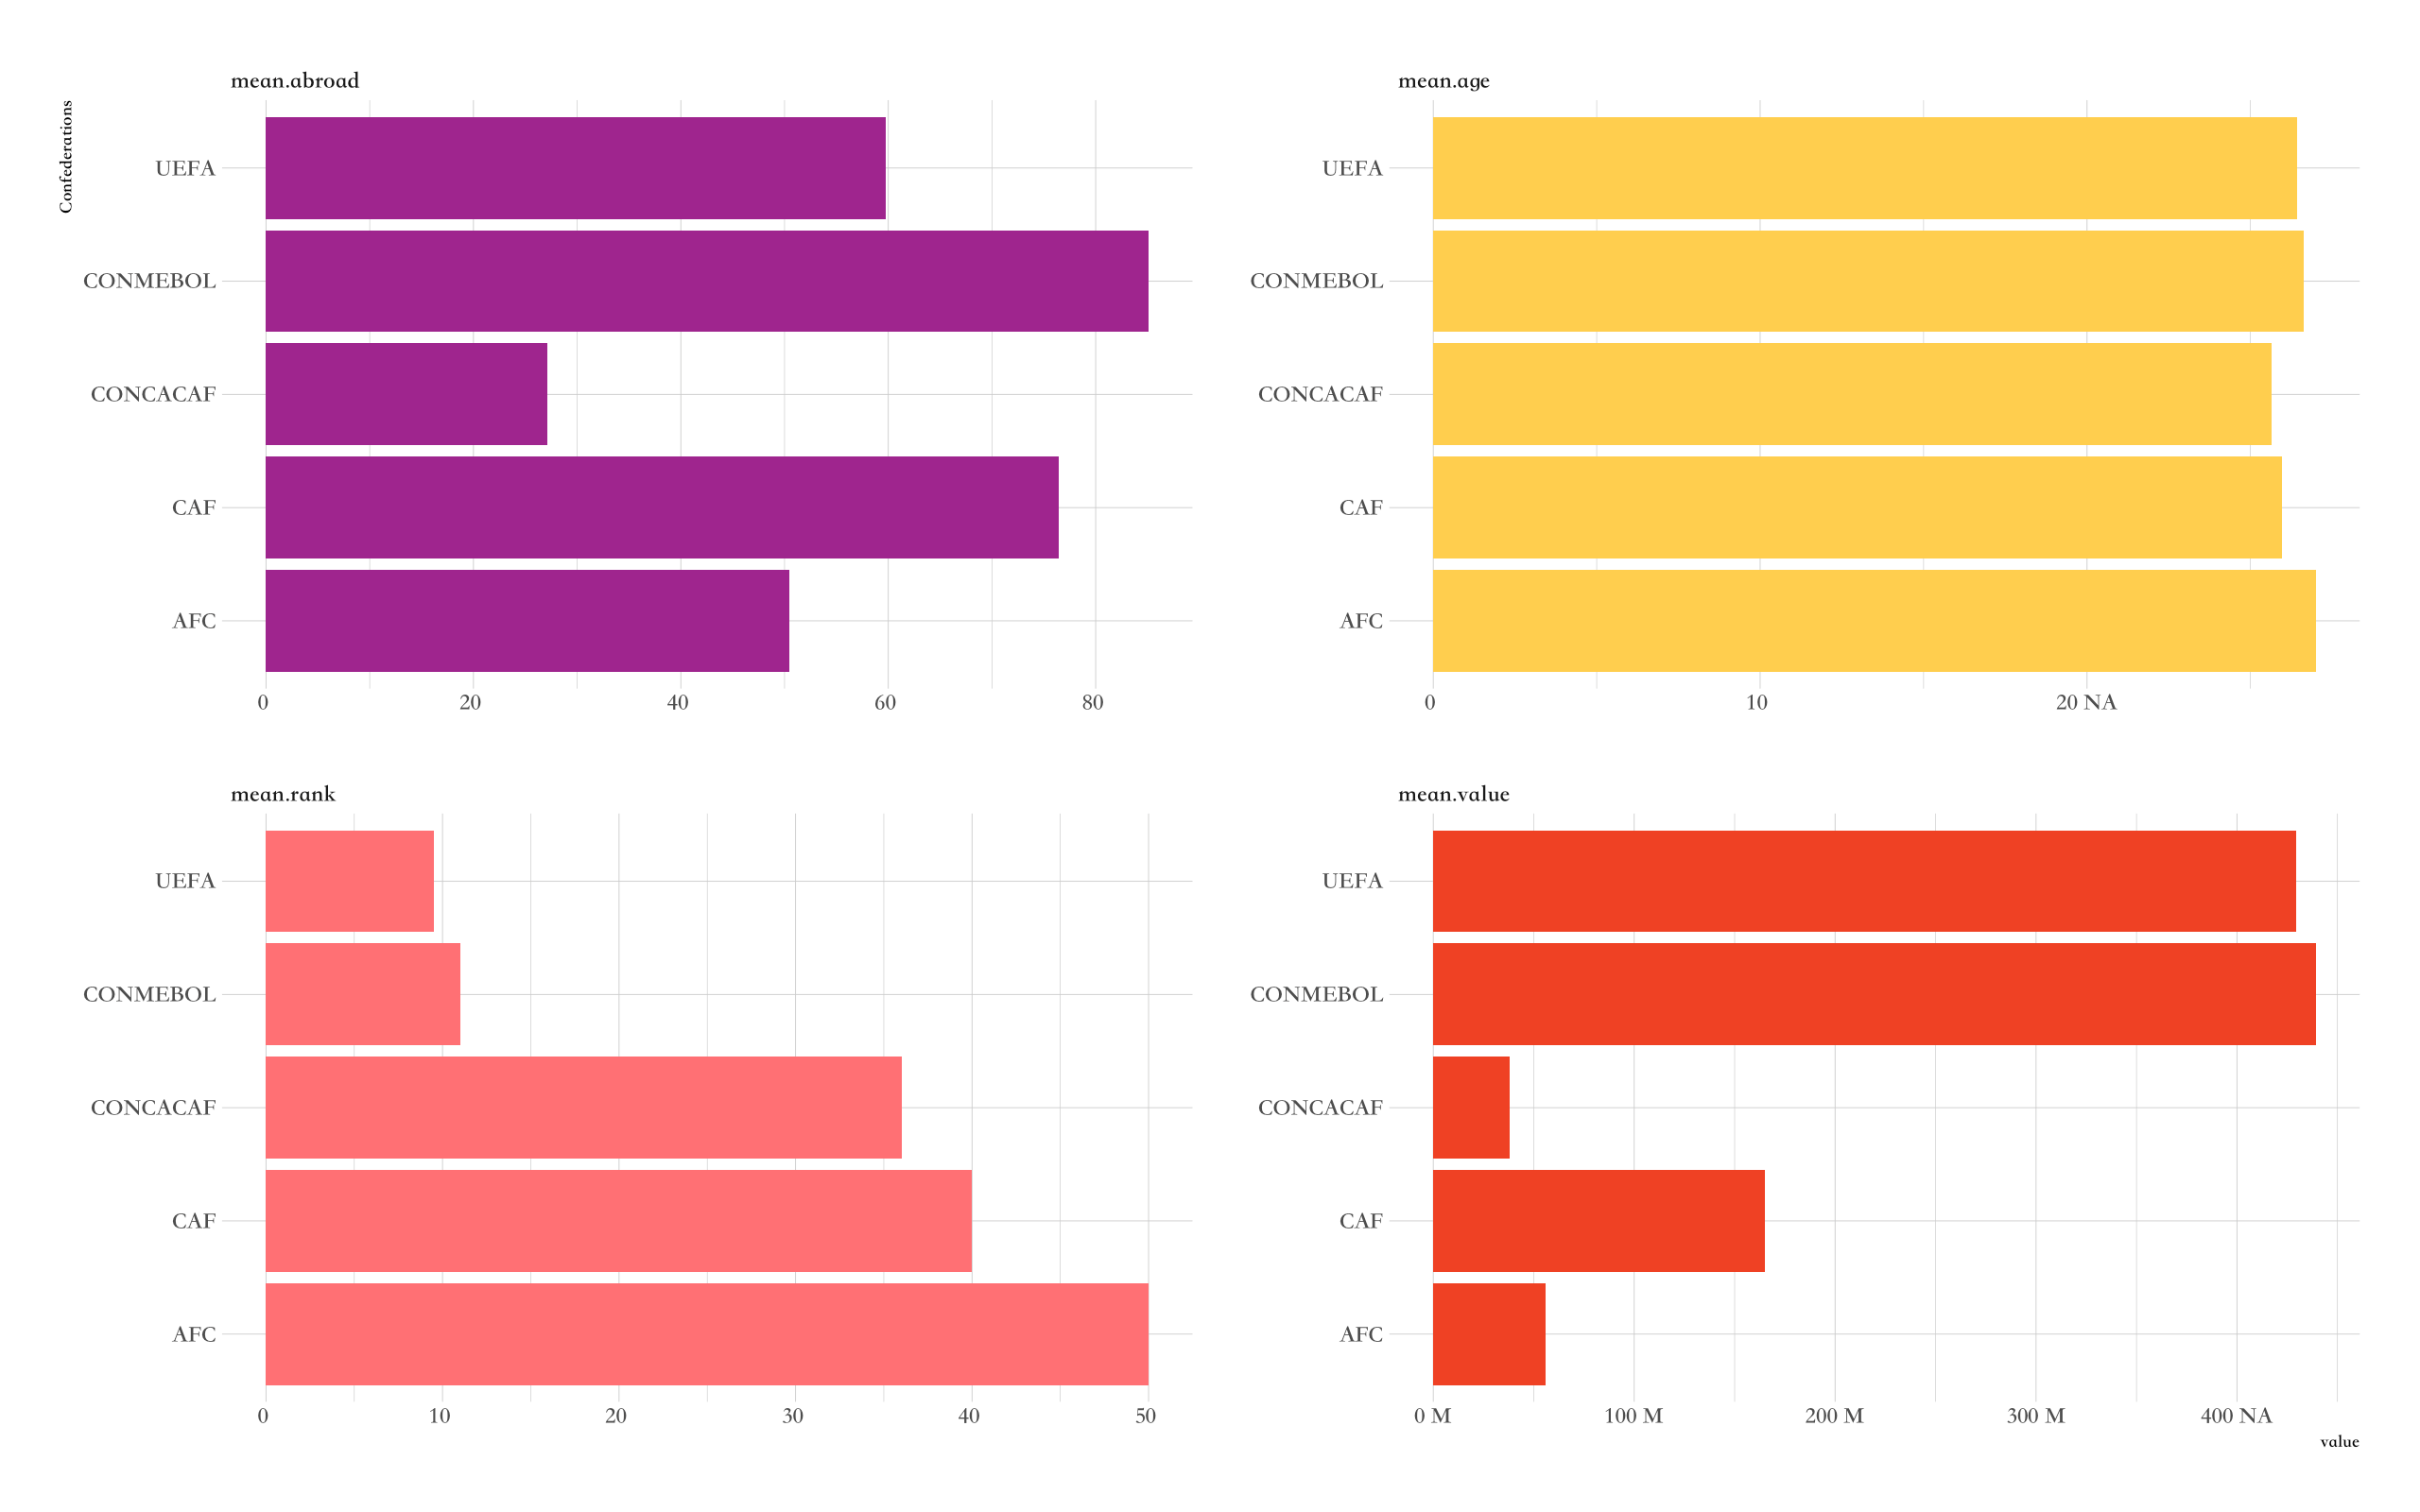 mean.abroad
Confederations
UEFA
CONMEBOL
CONCACAF
CAF
AFC
0 20 40 60 80
mean.age
UEFA
CONMEBOL
CONCACAF
CAF
AFC
0 10 20 NA
mean.rank
UEFA
CONMEBOL
CONCACAF
CAF
AFC
0 10 20 30 40 50
mean.value
UEFA
CONMEBOL
CONCACAF
CAF
AFC
0 M 100 M 200 M 300 M 400 NA
value